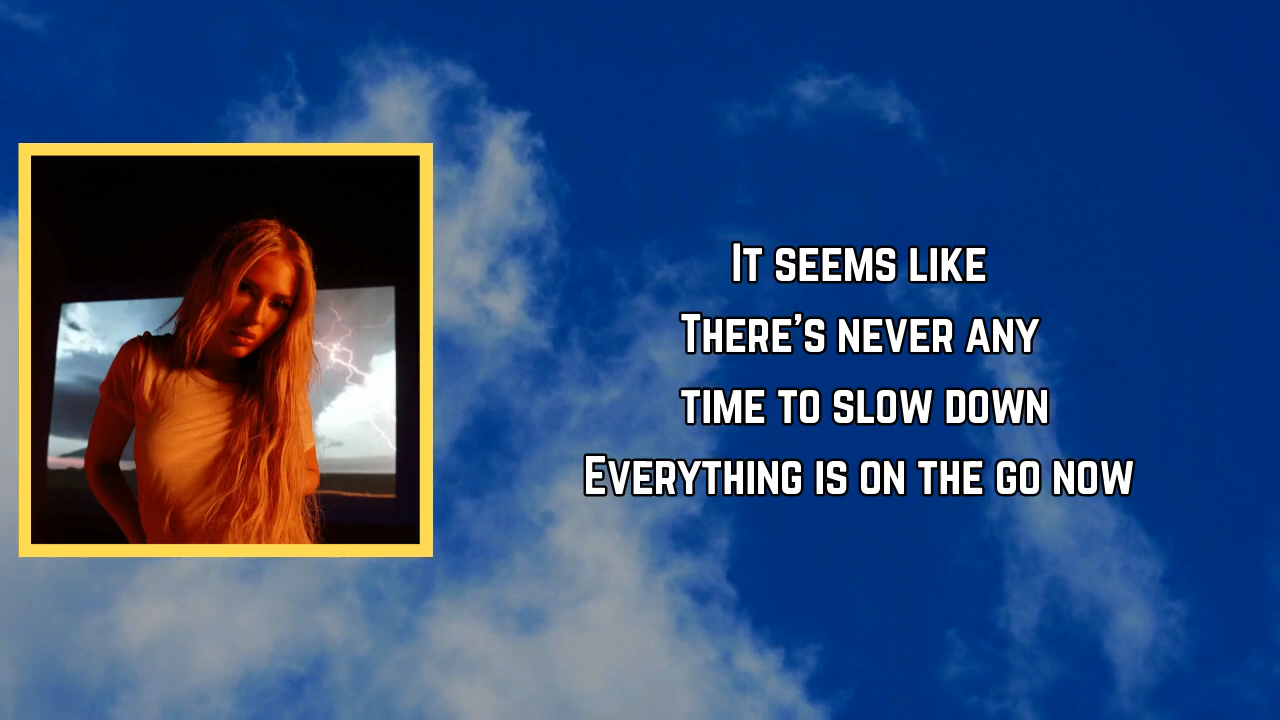 It seems like
There's never any
time to slow down
Everything is on the go now